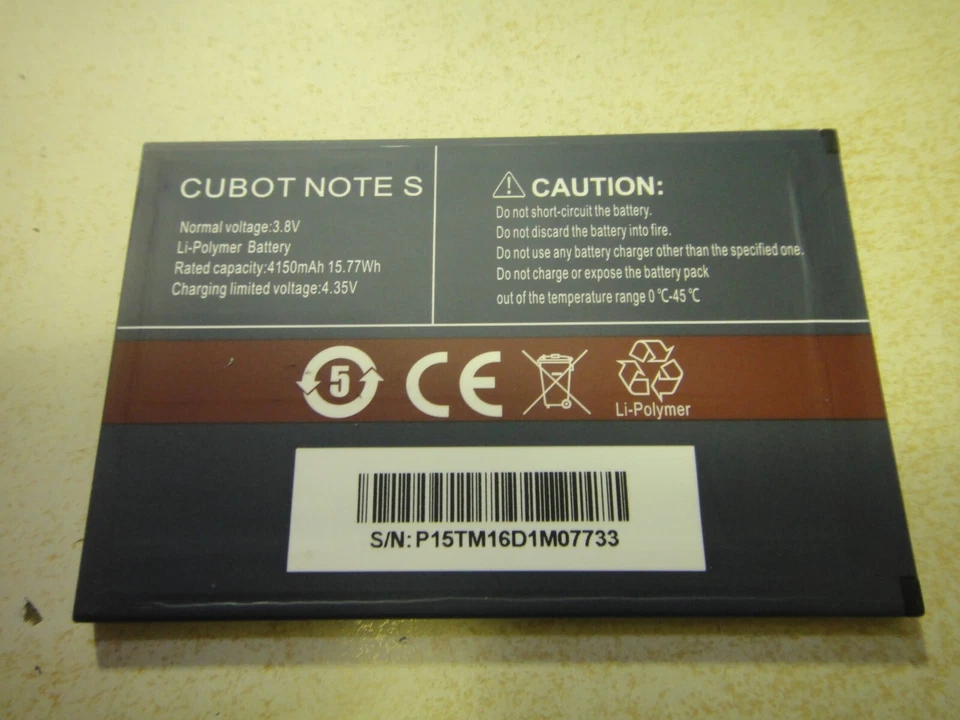 CUBOT NOTE S
Normal voltage:3.8V
Li-Polymer Battery
Rated capacity:4150mAh 15.77Wh
Charging limited voltage:4.35V
CAUTION:
Do not short-circuit the battery.
Do not discard the battery into fire.
Do not use any battery charger other than the specified one.
Do not charge or expose the battery pack
out of the temperature range 0℃-45℃
5
CE
Li-Polymer
S/N: P15TM16D1M07733